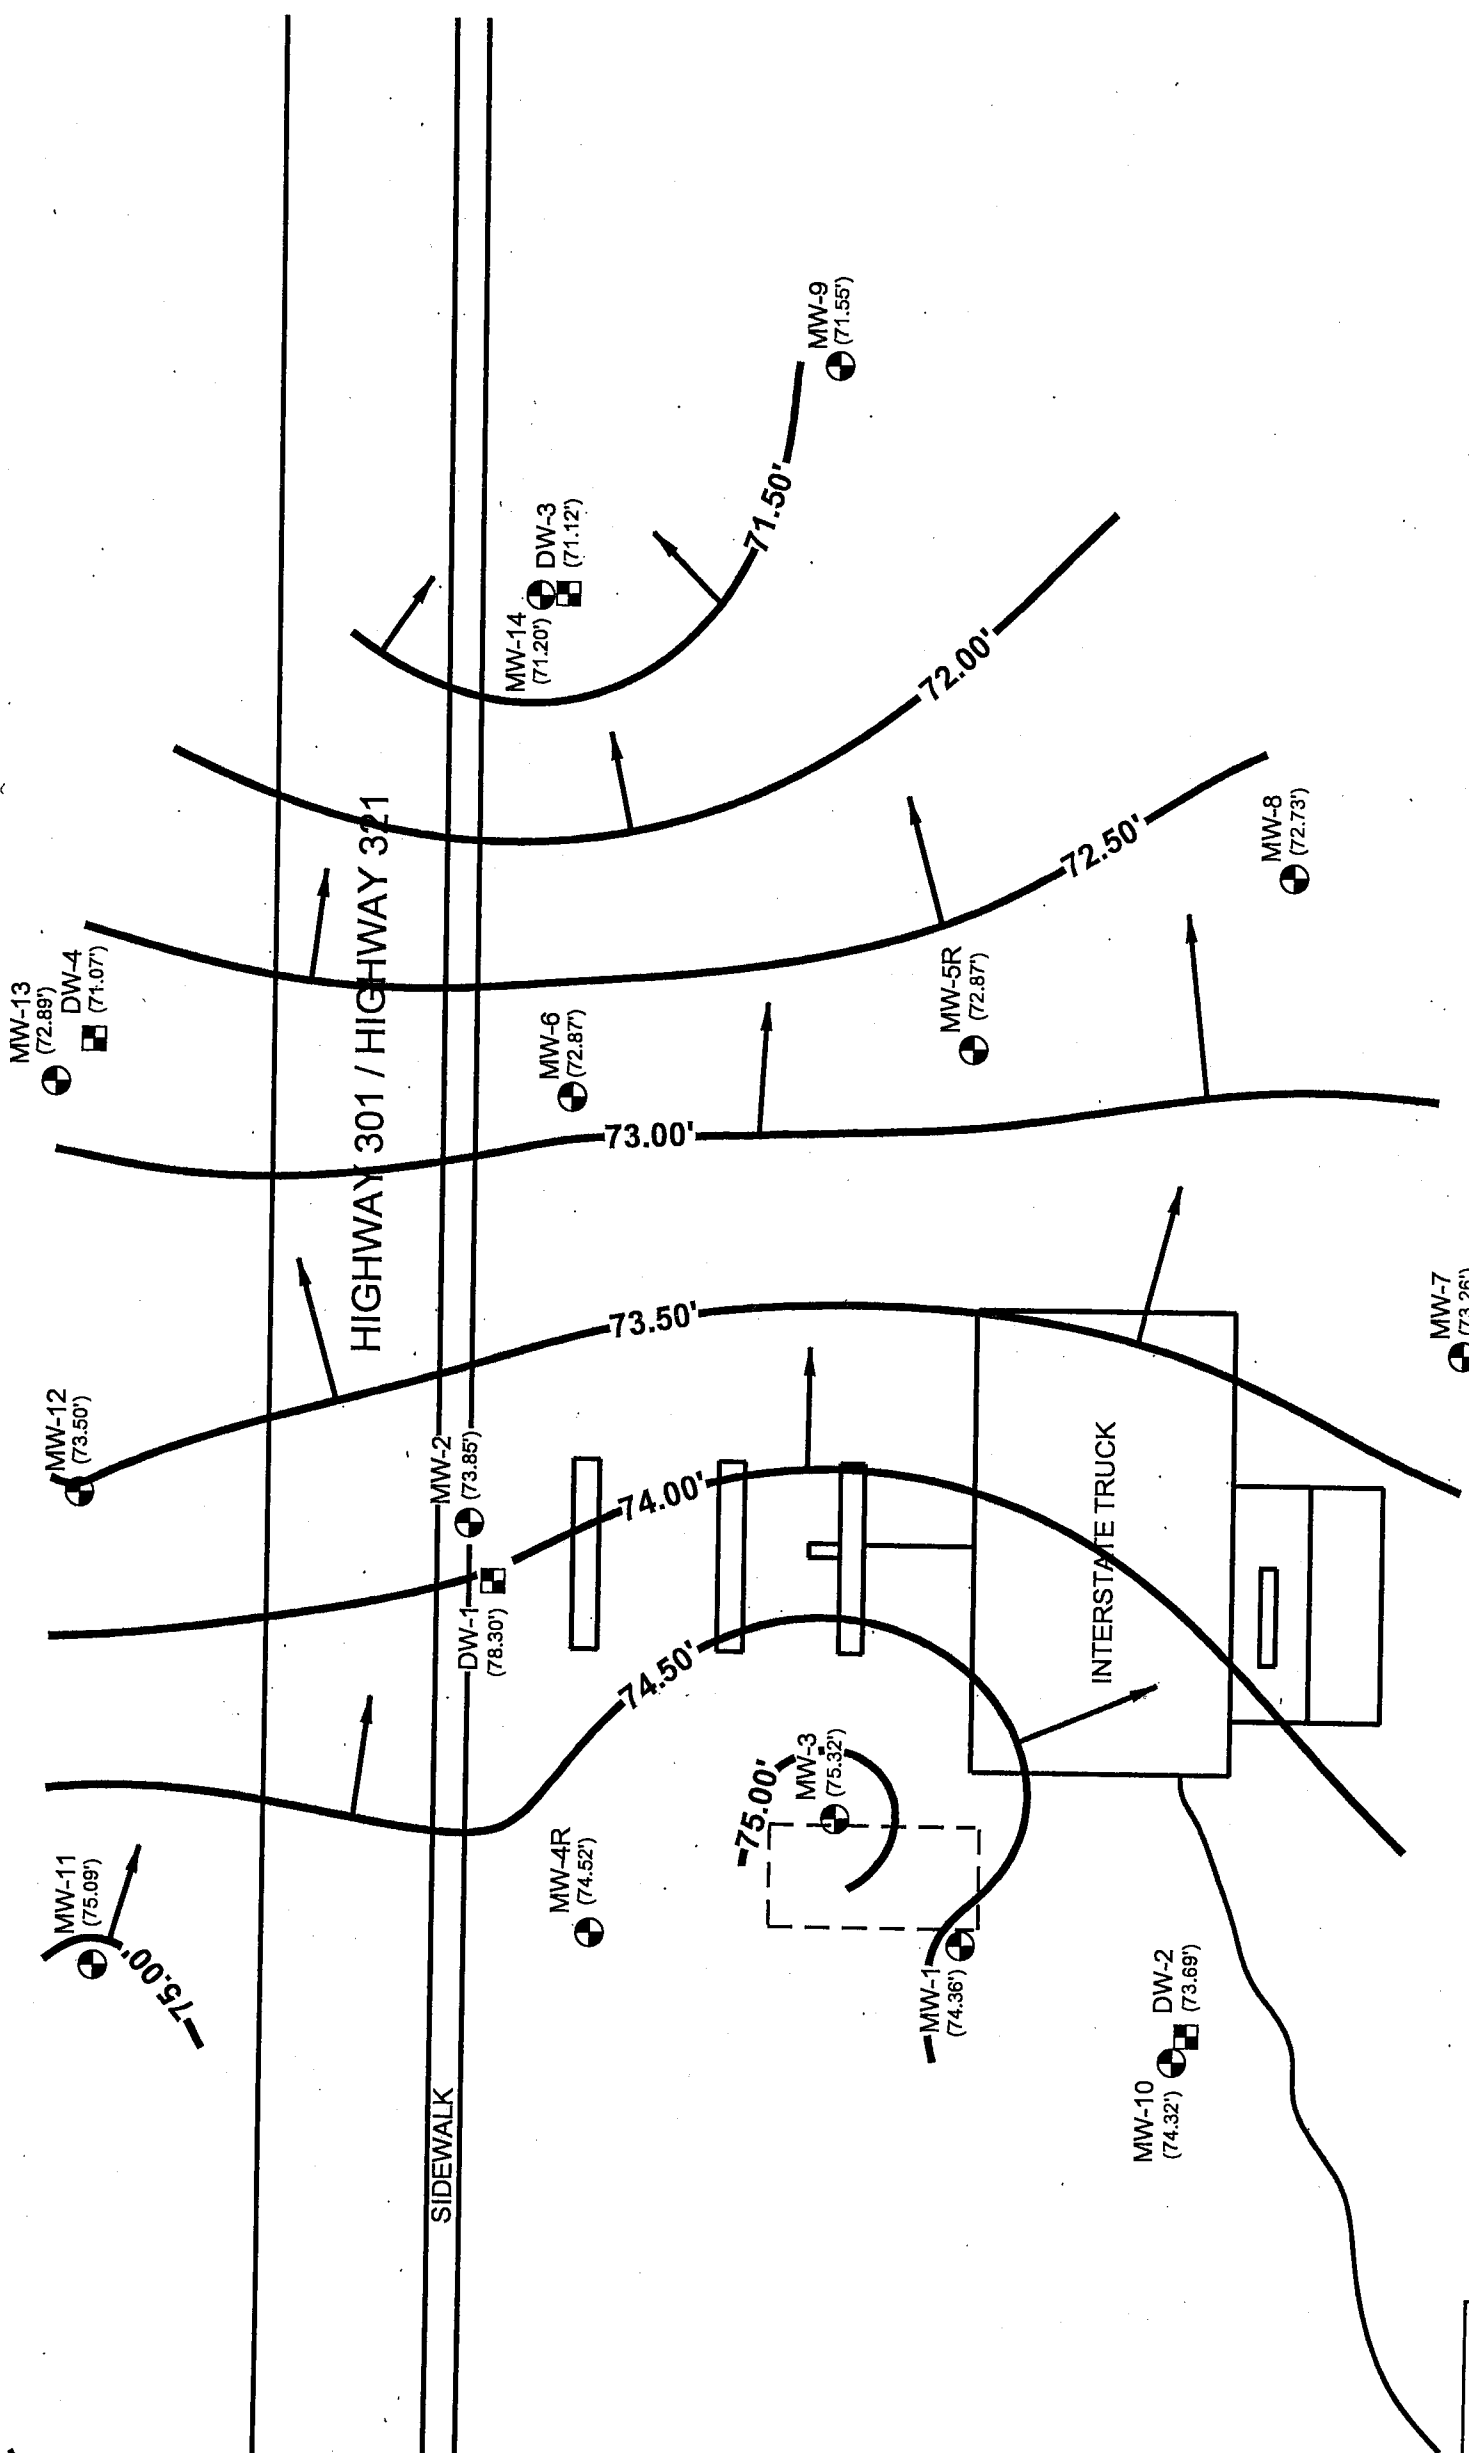 MW-13
(72.89')
DW-4
(71.07')
MW-12
(73.50')
MW-11
(75.09')
75.00'
HIGHWAY 301 / HIGHWAY 321
SIDEWALK
MW-2
(73.85')
DW-1
(78.30')
MW-14
(71.20')
DW-3
(71.12')
MW-6
(72.87')
MW-4R
(74.52')
73.00'
73.50'
74.00'
74.50'
75.00'
71.50'
MW-9
(71.55')
MW-3
(75.32')
72.00'
MW-5R
(72.87')
MW-1
(74.36')
72.50'
INTERSTATE TRUCK
MW-10
(74.32')
DW-2
(73.69')
MW-8
(72.73')
MW-7
(73.26')